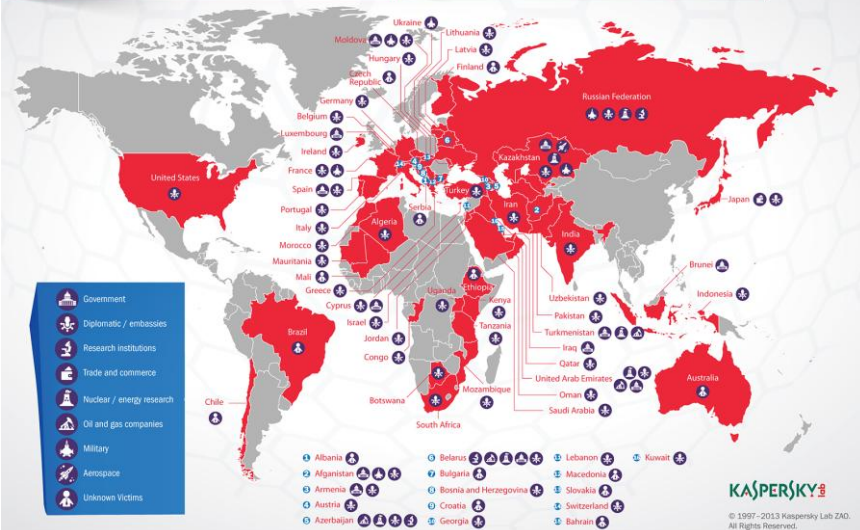 Ukraine
Moldova
Lithuania
Latvia
Hungary
Finland
Czech
Republic
Germany
Belgium
Luxembourg
Ireland
France
Spain
Portugal
Italy
Morocco
Mauritania
Mali
Greece
Cyprus
Israel
Jordan
Congo
Botswana
South Africa
Russian Federation
Kazakhstan
United States
Turkey
Iran
Serbia
Algeria
India
Japan
Brunei
Indonesia
Uganda
Ethiopia
Kenya
Tanzania
Mozambique
Uzbekistan
Pakistan
Turkmenistan
Iraq
Qatar
United Arab Emirates
Oman
Saudi Arabia
Brazil
Chile
Australia
Government
Diplomatic / embassies
Research institutions
Trade and commerce
Nuclear / energy research
Oil and gas companies
Military
Aerospace
Unknown Victims
1 Albania
2 Afganistan
3 Armenia
4 Austria
5 Azerbaijan
6 Belarus
7 Bulgaria
8 Bosnia and Herzegovina
9 Croatia
10 Georgia
11 Lebanon
12 Macedonia
13 Slovakia
14 Switzerland
15 Bahrain
16 Kuwait
KASPERSKY lab
© 1997–2013 Kaspersky Lab ZAO.
All Rights Reserved.